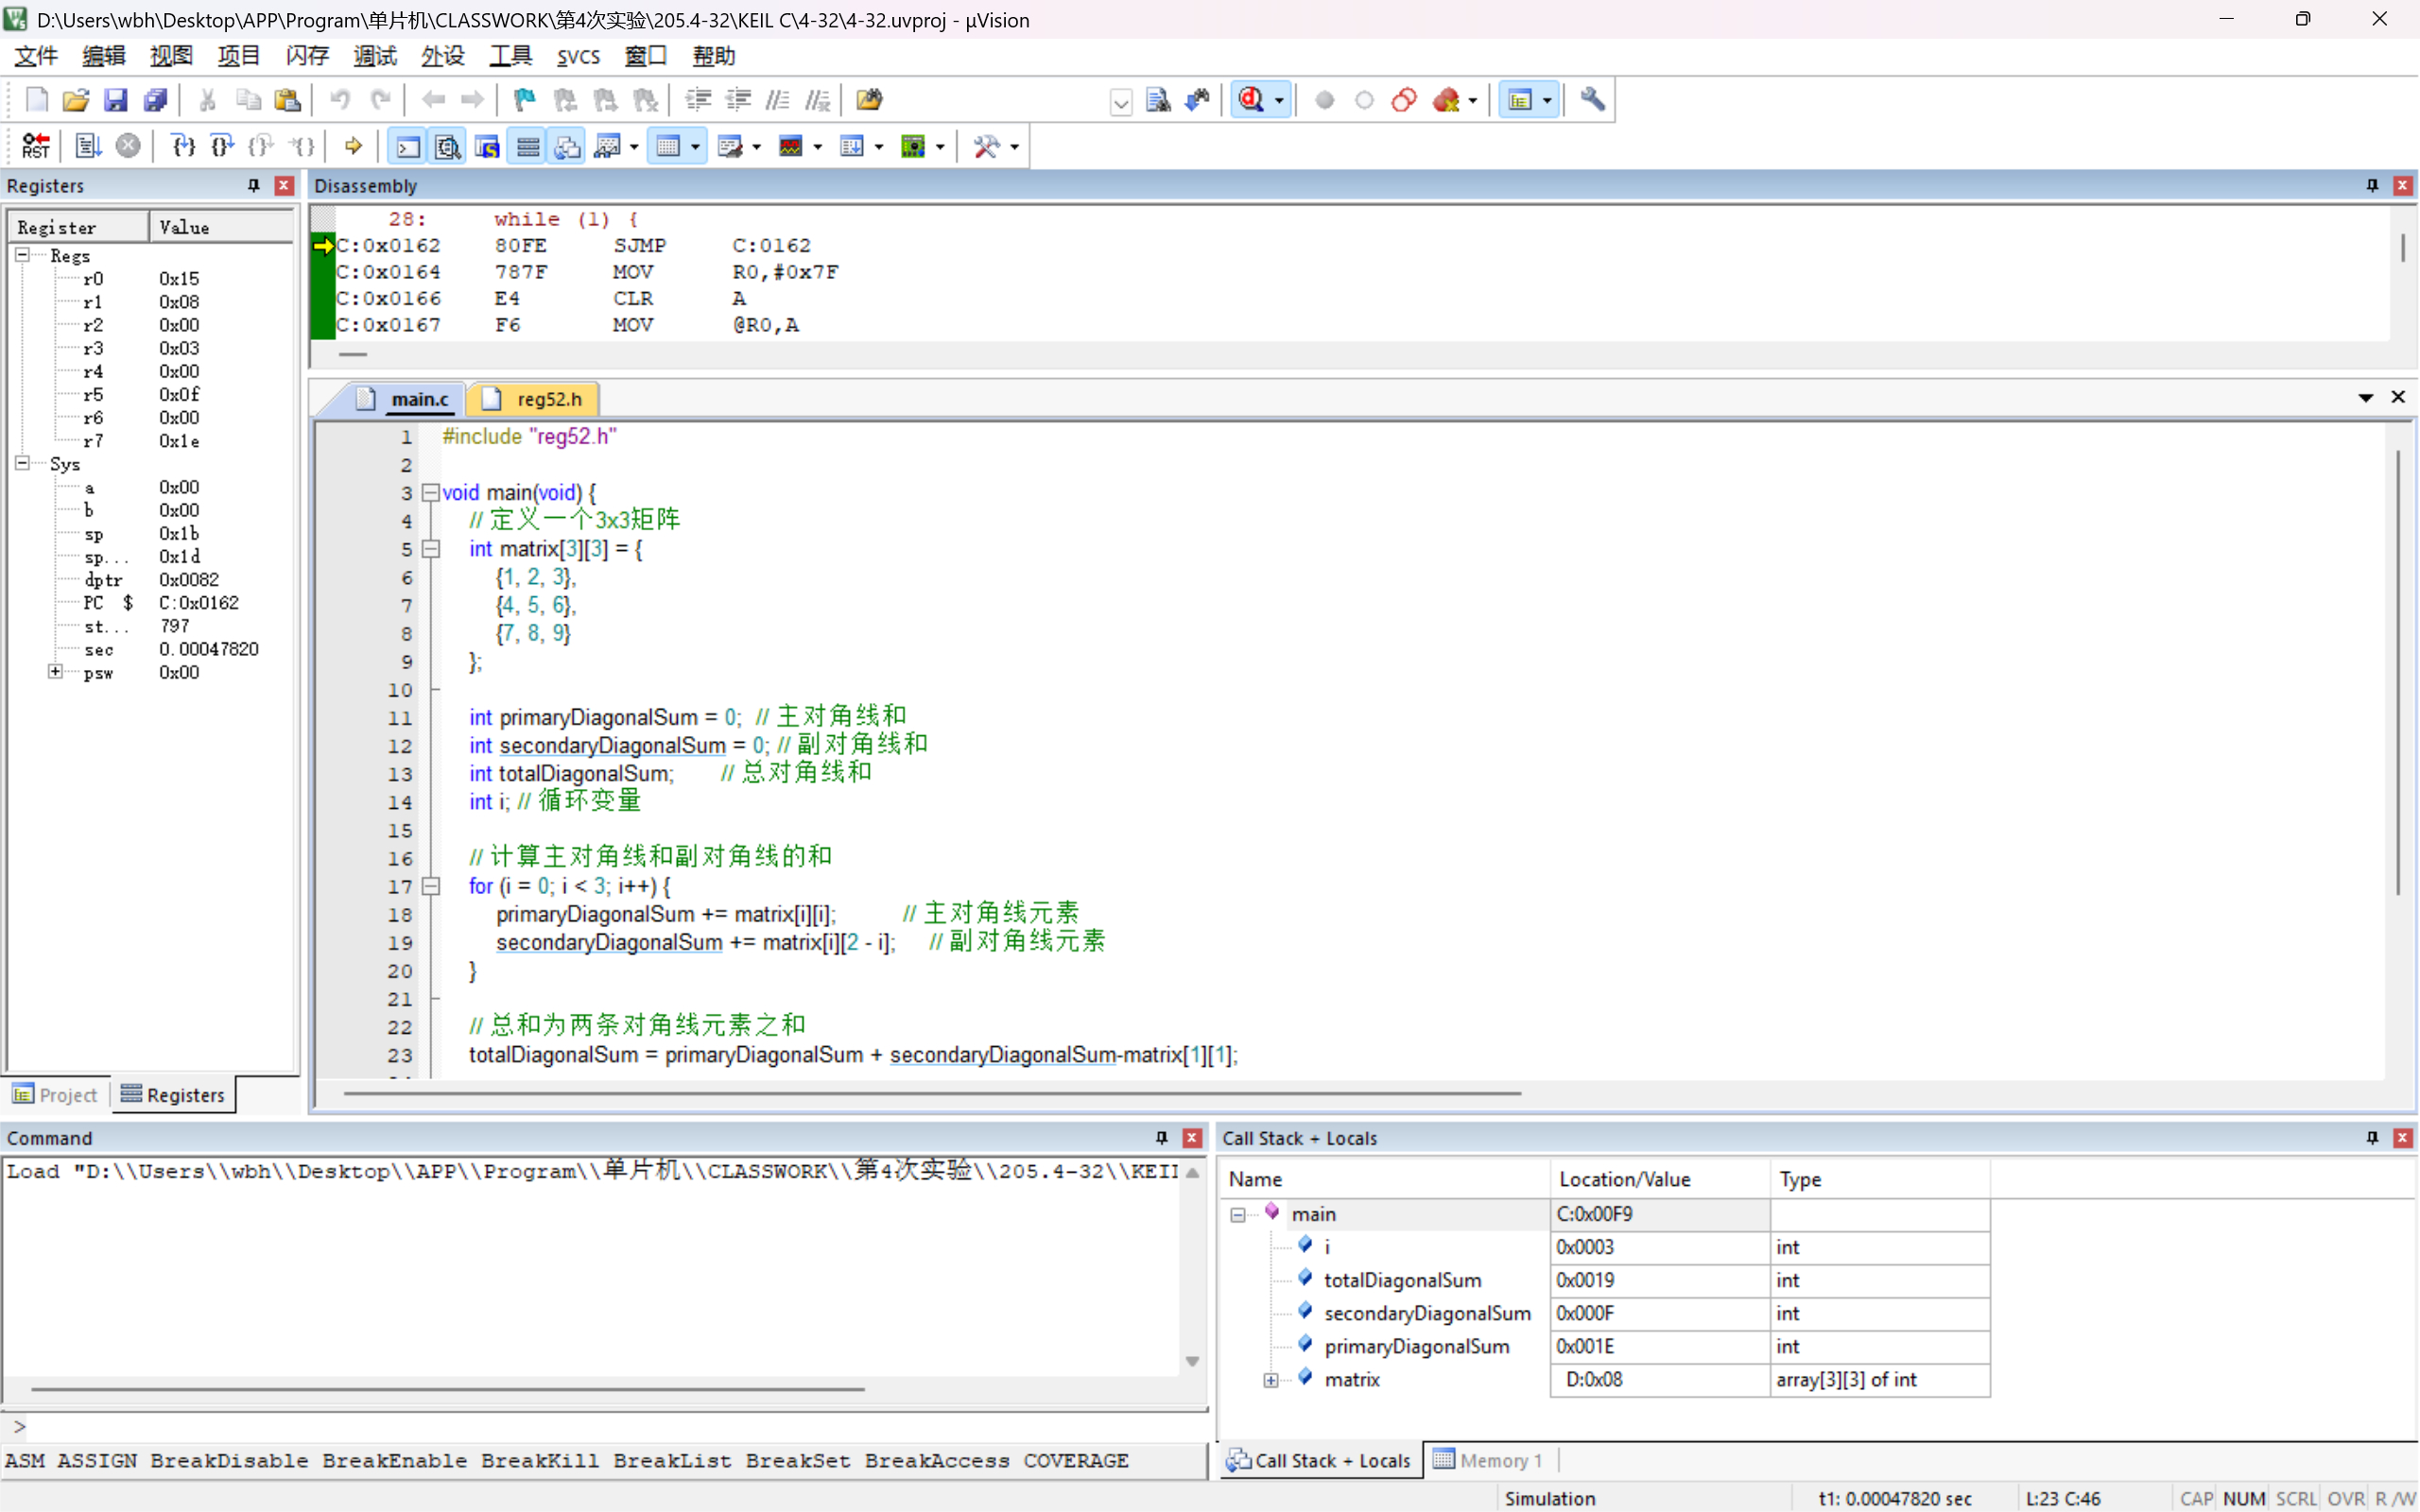 D:\Users\wbh\Desktop\APP\Program\单片机\CLASSWORK\第4次实验\205.4-32\KEIL C\4-32\4-32.uvproj - µVision
文件 编辑 视图 项目 闪存 调试 外设 工具 SVCS 窗口 帮助
RST
Registers
Register Value
Regs
r0 0x15
r1 0x08
r2 0x00
r3 0x03
r4 0x00
r5 0x0f
r6 0x00
r7 0x1e
Sys
a 0x00
b 0x00
sp 0x1b
sp... 0x1d
dptr 0x0082
PC $ C:0x0162
st... 797
sec 0.00047820
psw 0x00
Project Registers
Disassembly
28: while (1) {
C:0x0162 80FE SJMP C:0162
C:0x0164 787F MOV R0,#0x7F
C:0x0166 E4 CLR A
C:0x0167 F6 MOV @R0,A
main.c reg52.h
1 #include "reg52.h"
2
3 void main(void) {
4 // 定义一个3x3矩阵
5 int matrix[3][3] = {
6 {1, 2, 3},
7 {4, 5, 6},
8 {7, 8, 9}
9 };
10
11 int primaryDiagonalSum = 0; // 主对角线和
12 int secondaryDiagonalSum = 0; // 副对角线和
13 int totalDiagonalSum; // 总对角线和
14 int i; // 循环变量
15
16 // 计算主对角线和副对角线的和
17 for (i = 0; i < 3; i++) {
18 primaryDiagonalSum += matrix[i][i]; // 主对角线元素
19 secondaryDiagonalSum += matrix[i][2 - i]; // 副对角线元素
20 }
21
22 // 总和为两条对角线元素之和
23 totalDiagonalSum = primaryDiagonalSum + secondaryDiagonalSum-matrix[1][1];
Command
Load "D:\\Users\\wbh\\Desktop\\APP\\Program\\单片机\\CLASSWORK\\第4次实验\\205.4-32\\KEIL
>
ASM ASSIGN BreakDisable BreakEnable BreakKill BreakList BreakSet BreakAccess COVERAGE
Call Stack + Locals
Name Location/Value Type
main C:0x00F9
i 0x0003 int
totalDiagonalSum 0x0019 int
secondaryDiagonalSum 0x000F int
primaryDiagonalSum 0x001E int
matrix D:0x08 array[3][3] of int
Call Stack + Locals Memory 1
Simulation t1: 0.00047820 sec L:23 C:46 CAP NUM SCRL OVR R/W